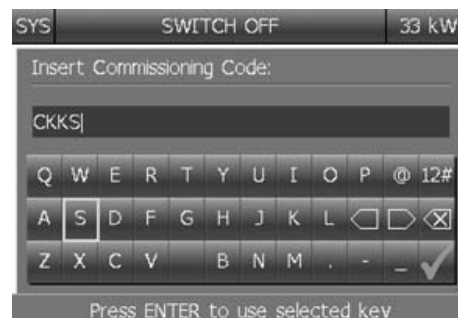 SYS SWITCH OFF 33 kW
Insert Commissioning Code:
CKKS
Q W E R T Y U I O P @ 12#
A S D F G H J K L
Z X C V B N M . - _
Press ENTER to use selected key